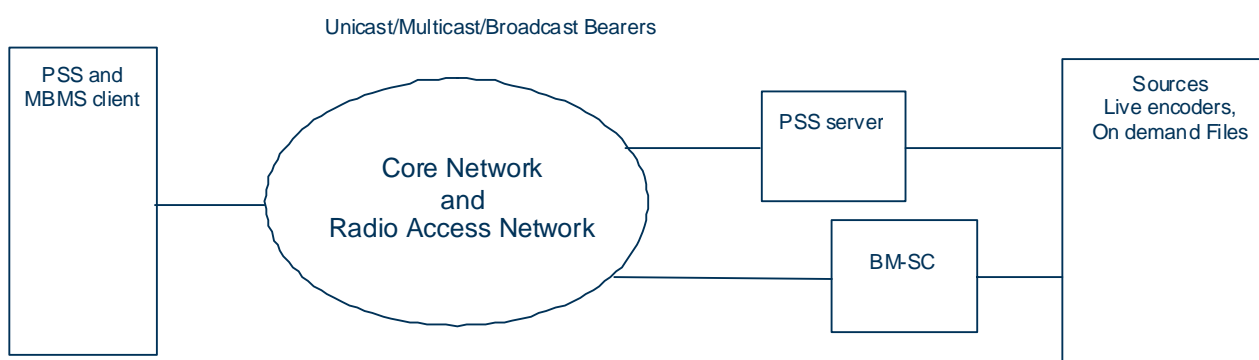 Unicast/Multicast/Broadcast Bearers
PSS and
MBMS client
Core Network
and
Radio Access Network
PSS server
BM-SC
Sources
Live encoders,
On demand Files